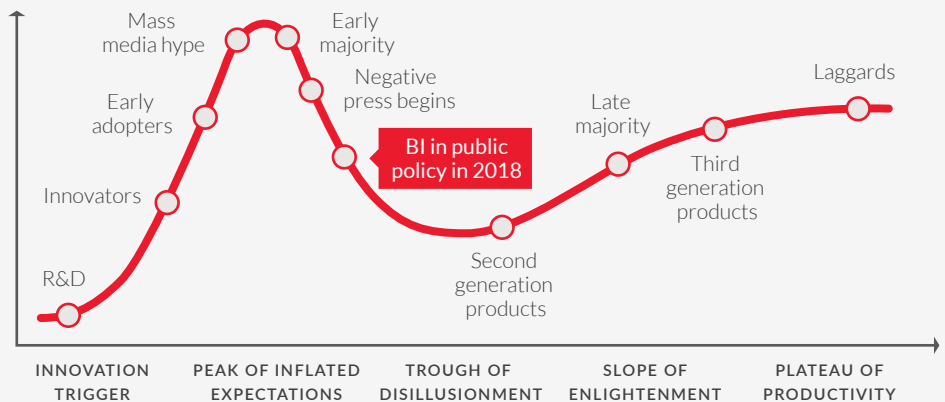 Mass
media hype
Early
majority
Negative
press begins
Early
adopters
BI in public
policy in 2018
Innovators
R&D
Second
generation
products
Late
majority
Third
generation
products
Laggards
INNOVATION
TRIGGER
PEAK OF INFLATED
EXPECTATIONS
TROUGH OF
DISILLUSIONMENT
SLOPE OF
ENLIGHTENMENT
PLATEAU OF
PRODUCTIVITY